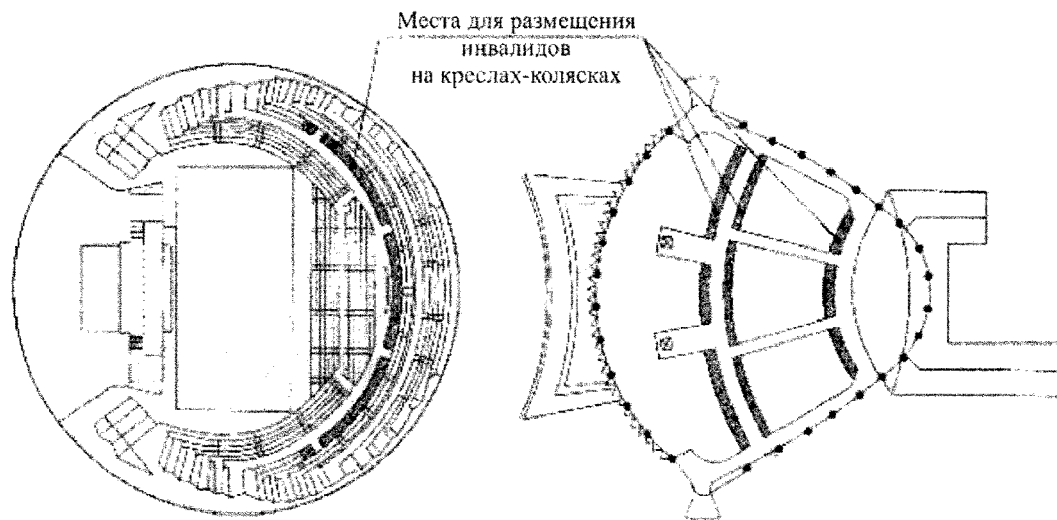 Места для размещения
инвалидов
на креслах-колясках